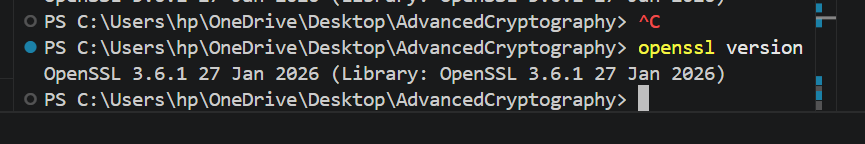 PS C:\Users\hp\OneDrive\Desktop\AdvancedCryptography> ^C
PS C:\Users\hp\OneDrive\Desktop\AdvancedCryptography> openssl version
OpenSSL 3.6.1 27 Jan 2026 (Library: OpenSSL 3.6.1 27 Jan 2026)
PS C:\Users\hp\OneDrive\Desktop\AdvancedCryptography>